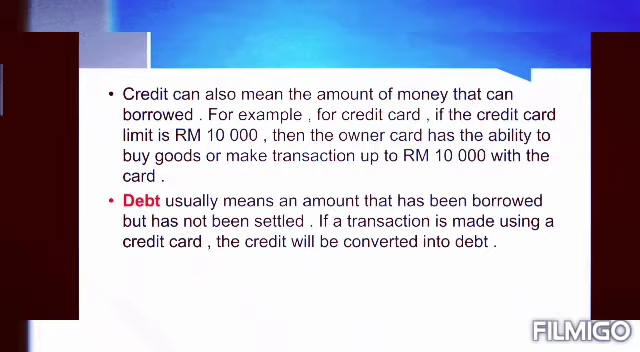 • Credit can also mean the amount of money that can
borrowed . For example , for credit card , if the credit card
limit is RM 10 000 , then the owner card has the ability to
buy goods or make transaction up to RM 10 000 with the
card .
• Debt usually means an amount that has been borrowed
but has not been settled . If a transaction is made using a
credit card , the credit will be converted into debt .
FILMIGO